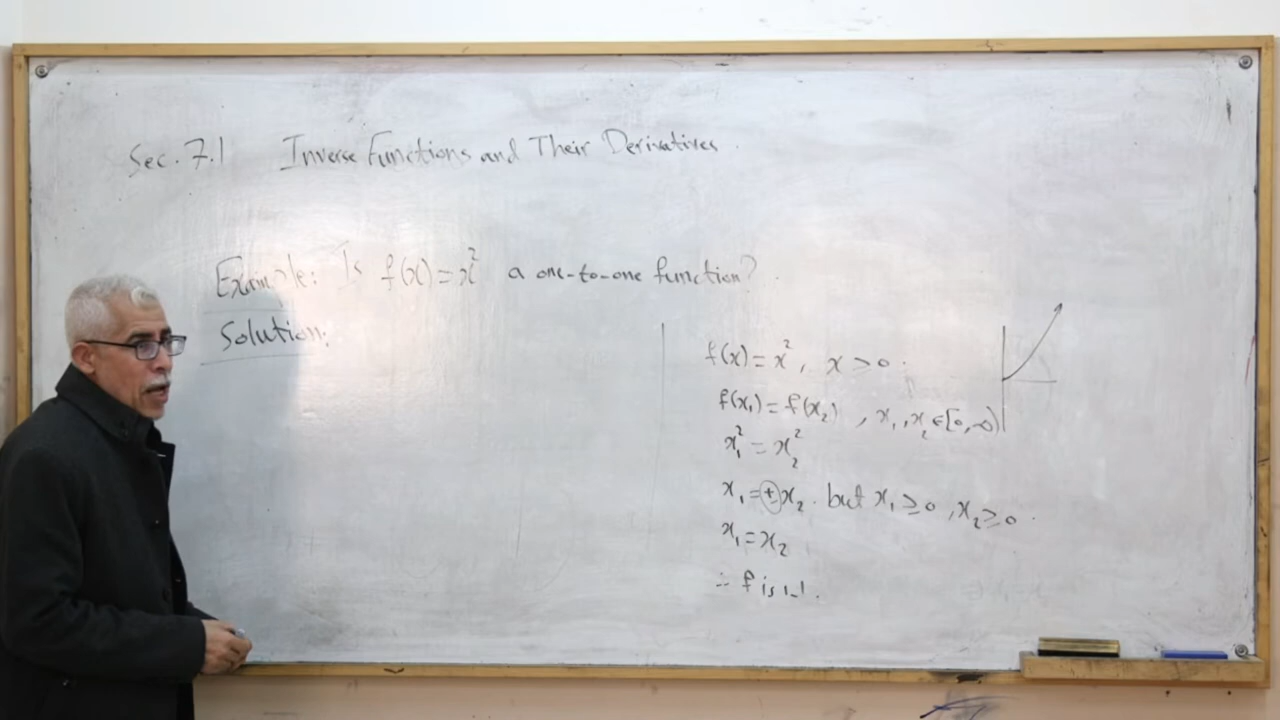 Sec. 7.1 Inverse Functions and Their Derivatives
Example: Is f(x) = x² a one-to-one function?
Solution:
f(x) = x², x > 0.
f(x₁) = f(x₂), x₁, x₂ ∈ [0, ∞)
x₁² = x₂²
x₁ = ± x₂. but x₁ ≥ 0, x₂ ≥ 0.
x₁ = x₂
∴ f is 1-1.